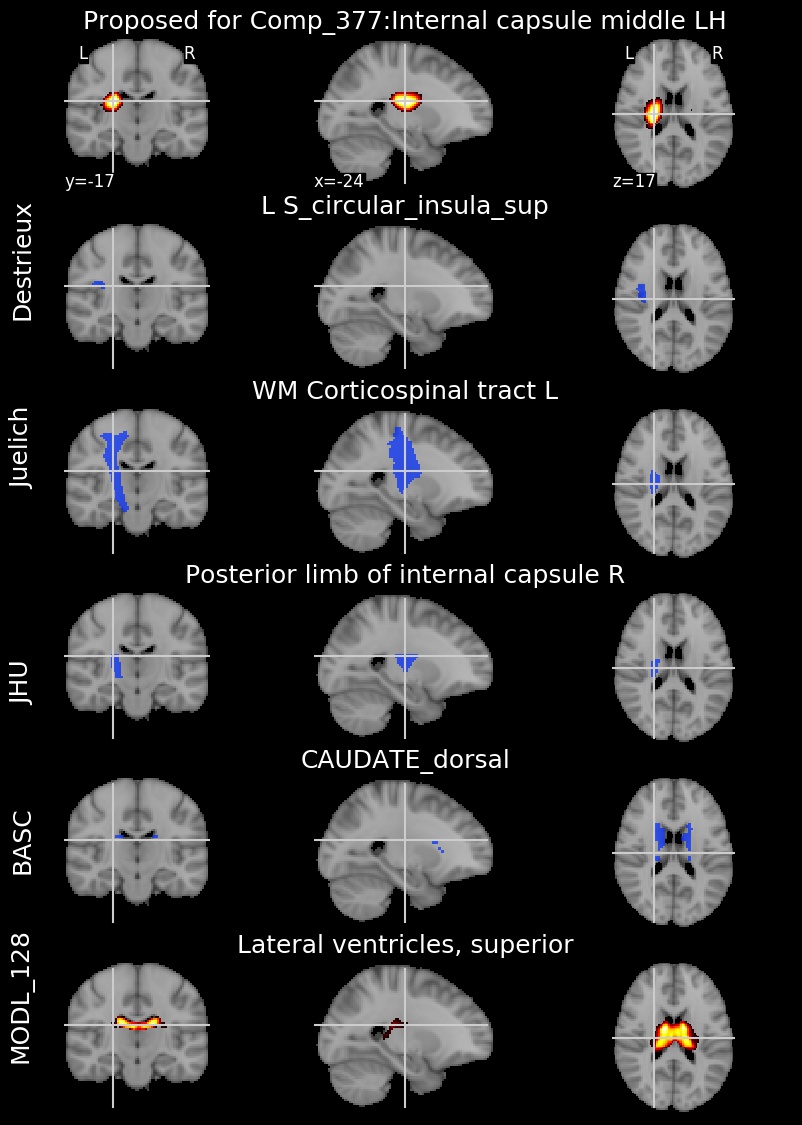 Proposed for Comp_377:Internal capsule middle LH
L R L R
y=-17 x=-24 z=17
Destrieux
L S_circular_insula_sup
Juelich
WM Corticospinal tract L
JHU
Posterior limb of internal capsule R
BASC
CAUDATE_dorsal
MODL_128
Lateral ventricles, superior